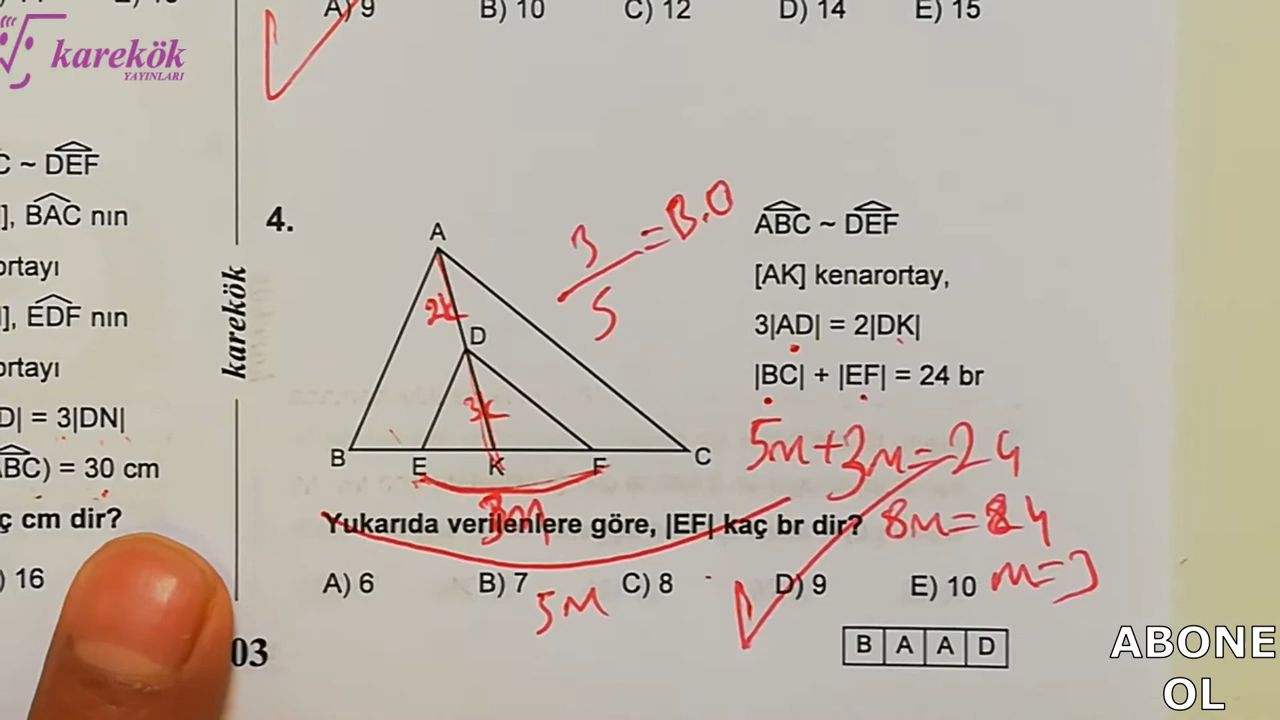 A) 9 B) 10 C) 12 D) 14 E) 15
karekök
YAYINLARI
C ~ DEF
], BAC nın
ortayı
], EDF nın
ortayı
D| = 3|DN|
BC) = 30 cm
ç cm dir?
) 16
03
karekök
4.
A
2k
D
3k
B E K F C
3m
5m
3/5 = B.O
ABC ~ DEF
[AK] kenarortay,
3|AD| = 2|DK|
|BC| + |EF| = 24 br
5m+3m=24
8m=24
m=3
Yukarıda verilenlere göre, |EF| kaç br dir?
A) 6 B) 7 C) 8 D) 9 E) 10
B A A D
ABONE
OL